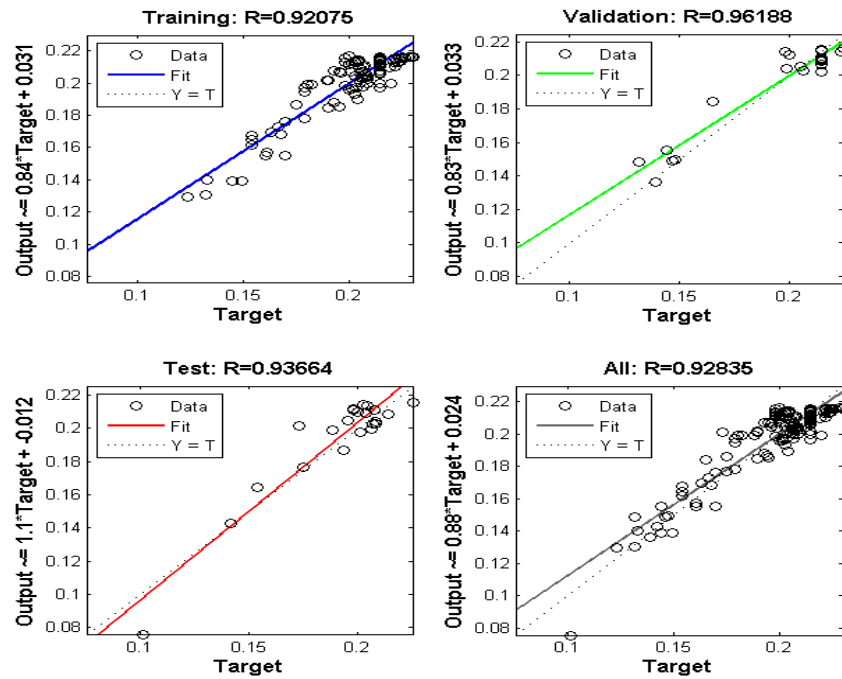 Training: R=0.92075
Output ~= 0.84*Target + 0.031
0.22
0.2
0.18
0.16
0.14
0.12
0.1
0.08
Data
Fit
Y = T
0.1 0.15 0.2
Target
Validation: R=0.96188
Output ~= 0.83*Target + 0.033
0.22
0.2
0.18
0.16
0.14
0.12
0.1
0.08
Data
Fit
Y = T
0.1 0.15 0.2
Target
Test: R=0.93664
Output ~= 1.1*Target + -0.012
0.22
0.2
0.18
0.16
0.14
0.12
0.1
0.08
Data
Fit
Y = T
0.1 0.15 0.2
Target
All: R=0.92835
Output ~= 0.88*Target + 0.024
0.22
0.2
0.18
0.16
0.14
0.12
0.1
0.08
Data
Fit
Y = T
0.1 0.15 0.2
Target